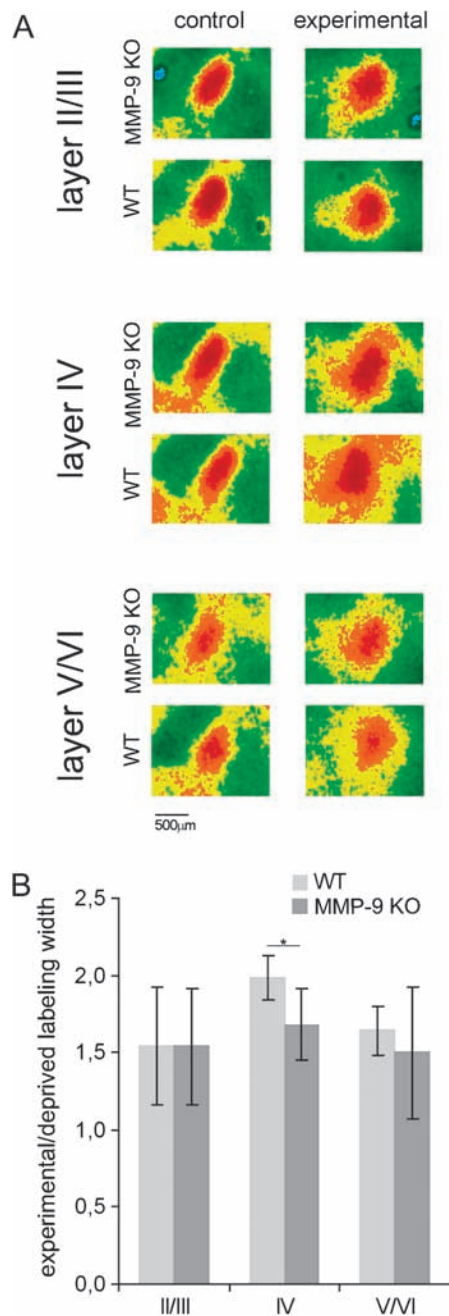 A
control experimental
layer II/III
MMP-9 KO
WT
layer IV
MMP-9 KO
WT
layer V/VI
MMP-9 KO
WT
500µm
B
WT
MMP-9 KO
experimental/deprived labeling width
2,5
2,0
1,5
1,0
0,5
0,0
*
II/III IV V/VI